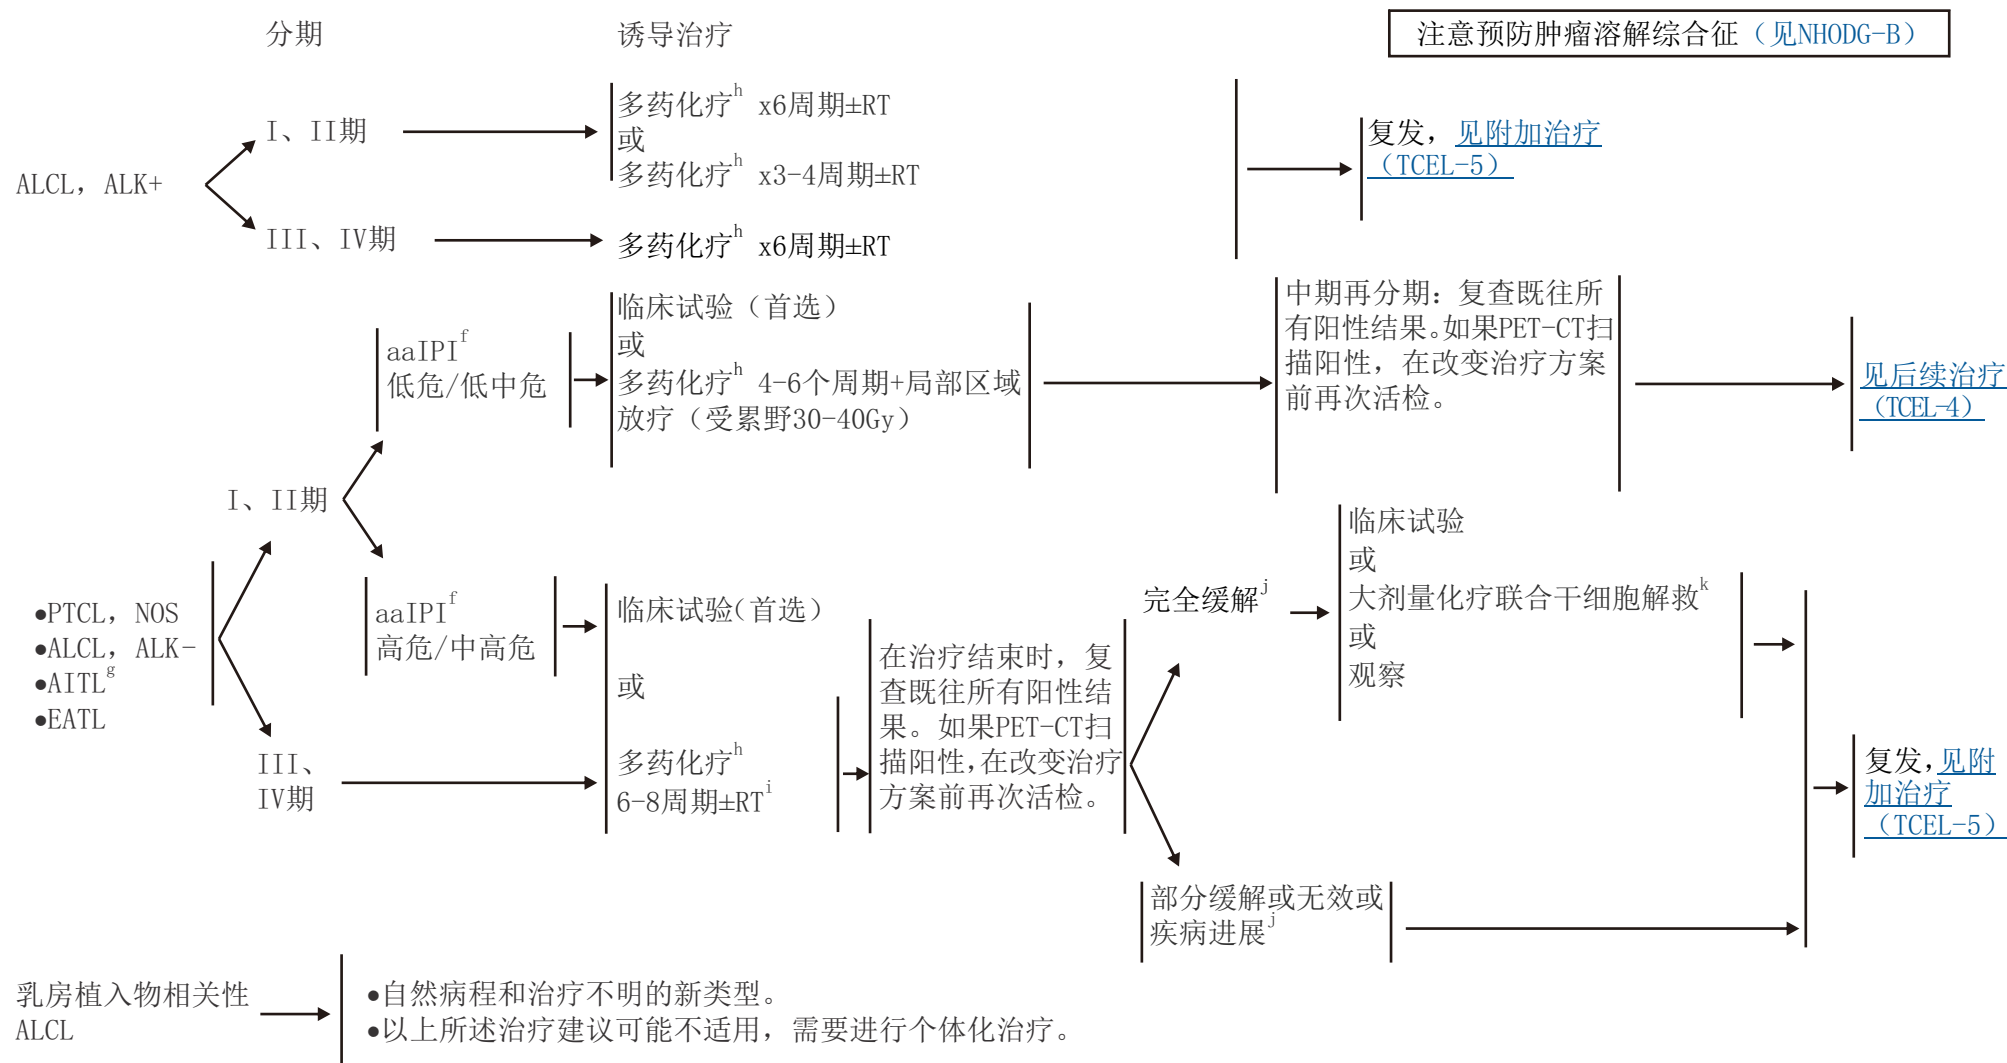 分期
诱导治疗
注意预防肿瘤溶解综合征（见NHODG-B）
ALCL，ALK+
I、II期
多药化疗h x6周期±RT
或
多药化疗h x3-4周期±RT
III、IV期
多药化疗h x6周期±RT
复发，见附加治疗
（TCEL-5）
●PTCL，NOS
●ALCL，ALK-
●AITLg
●EATL
I、II期
aaIPIf
低危/低中危
临床试验（首选）
或
多药化疗h 4-6个周期+局部区域
放疗（受累野30-40Gy）
中期再分期：复查既往所
有阳性结果。如果PET-CT扫
描阳性，在改变治疗方案
前再次活检。
见后续治疗
（TCEL-4）
aaIPIf
高危/中高危
III、
IV期
临床试验（首选）
或
多药化疗h
6-8周期±RTi
在治疗结束时，复
查既往所有阳性结
果。如果PET-CT扫
描阳性，在改变治疗
方案前再次活检。
完全缓解j
临床试验
或
大剂量化疗联合干细胞解救k
或
观察
部分缓解或无效或
疾病进展j
复发，见附
加治疗
（TCEL-5）
乳房植入物相关性
ALCL
●自然病程和治疗不明的新类型。
●以上所述治疗建议可能不适用，需要进行个体化治疗。